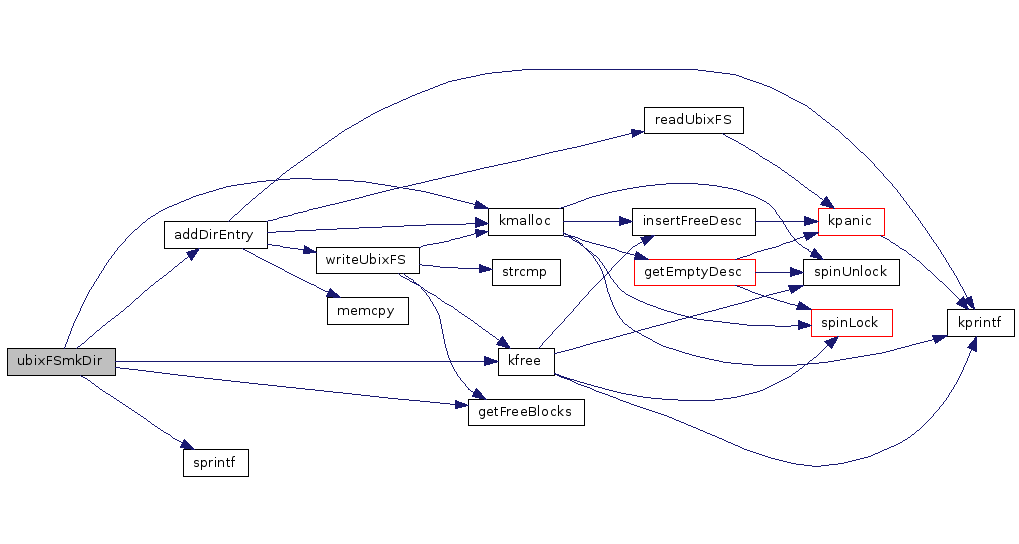 readUbixFS
kmalloc
insertFreeDesc
kpanic
addDirEntry
writeUbixFS
strcmp
getEmptyDesc
spinUnlock
memcpy
spinLock
kprintf
ubixFSmkDir
kfree
getFreeBlocks
sprintf